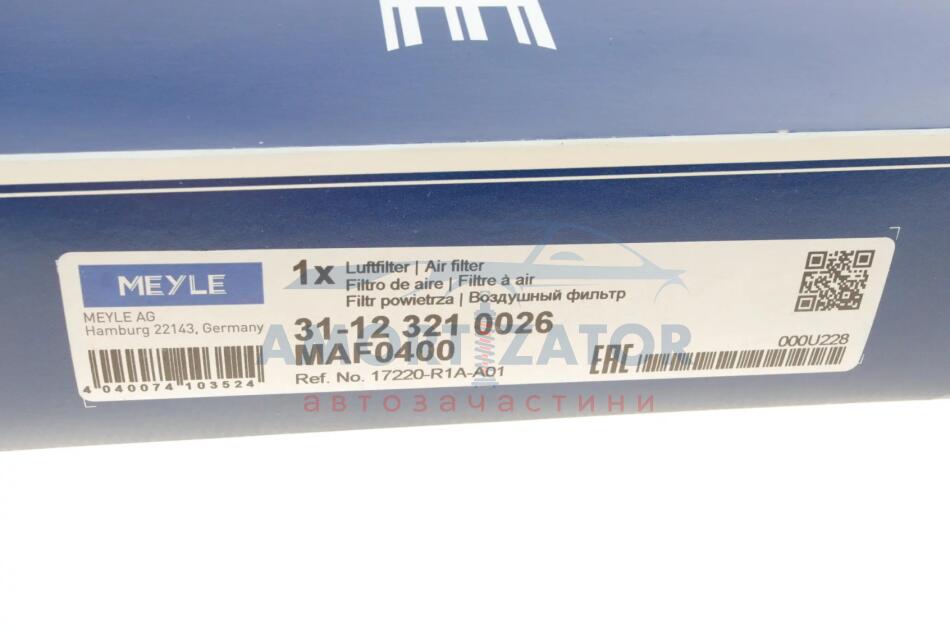 E
MEYLE
MEYLE AG
Hamburg 22143, Germany
4 040074 103524
1x Luftfilter | Air filter
Filtro de aire | Filtre à air
Filtr powietrza | Воздушный фильтр
31-12 321 0026
MAF0400
Ref. No. 17220-R1A-A01
EAC
000U228
AMORTIZATOR
автозачастини